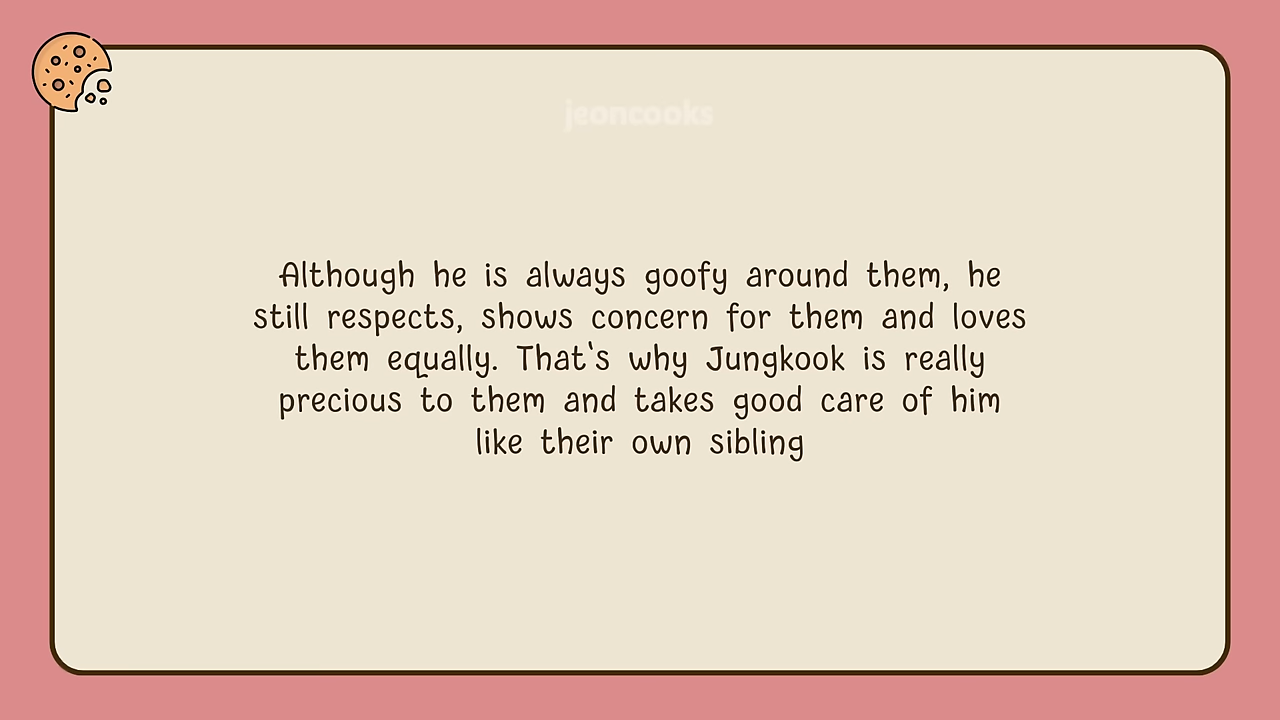 jeoncooks
Although he is always goofy around them, he
still respects, shows concern for them and loves
them equally. That's why Jungkook is really
precious to them and takes good care of him
like their own sibling